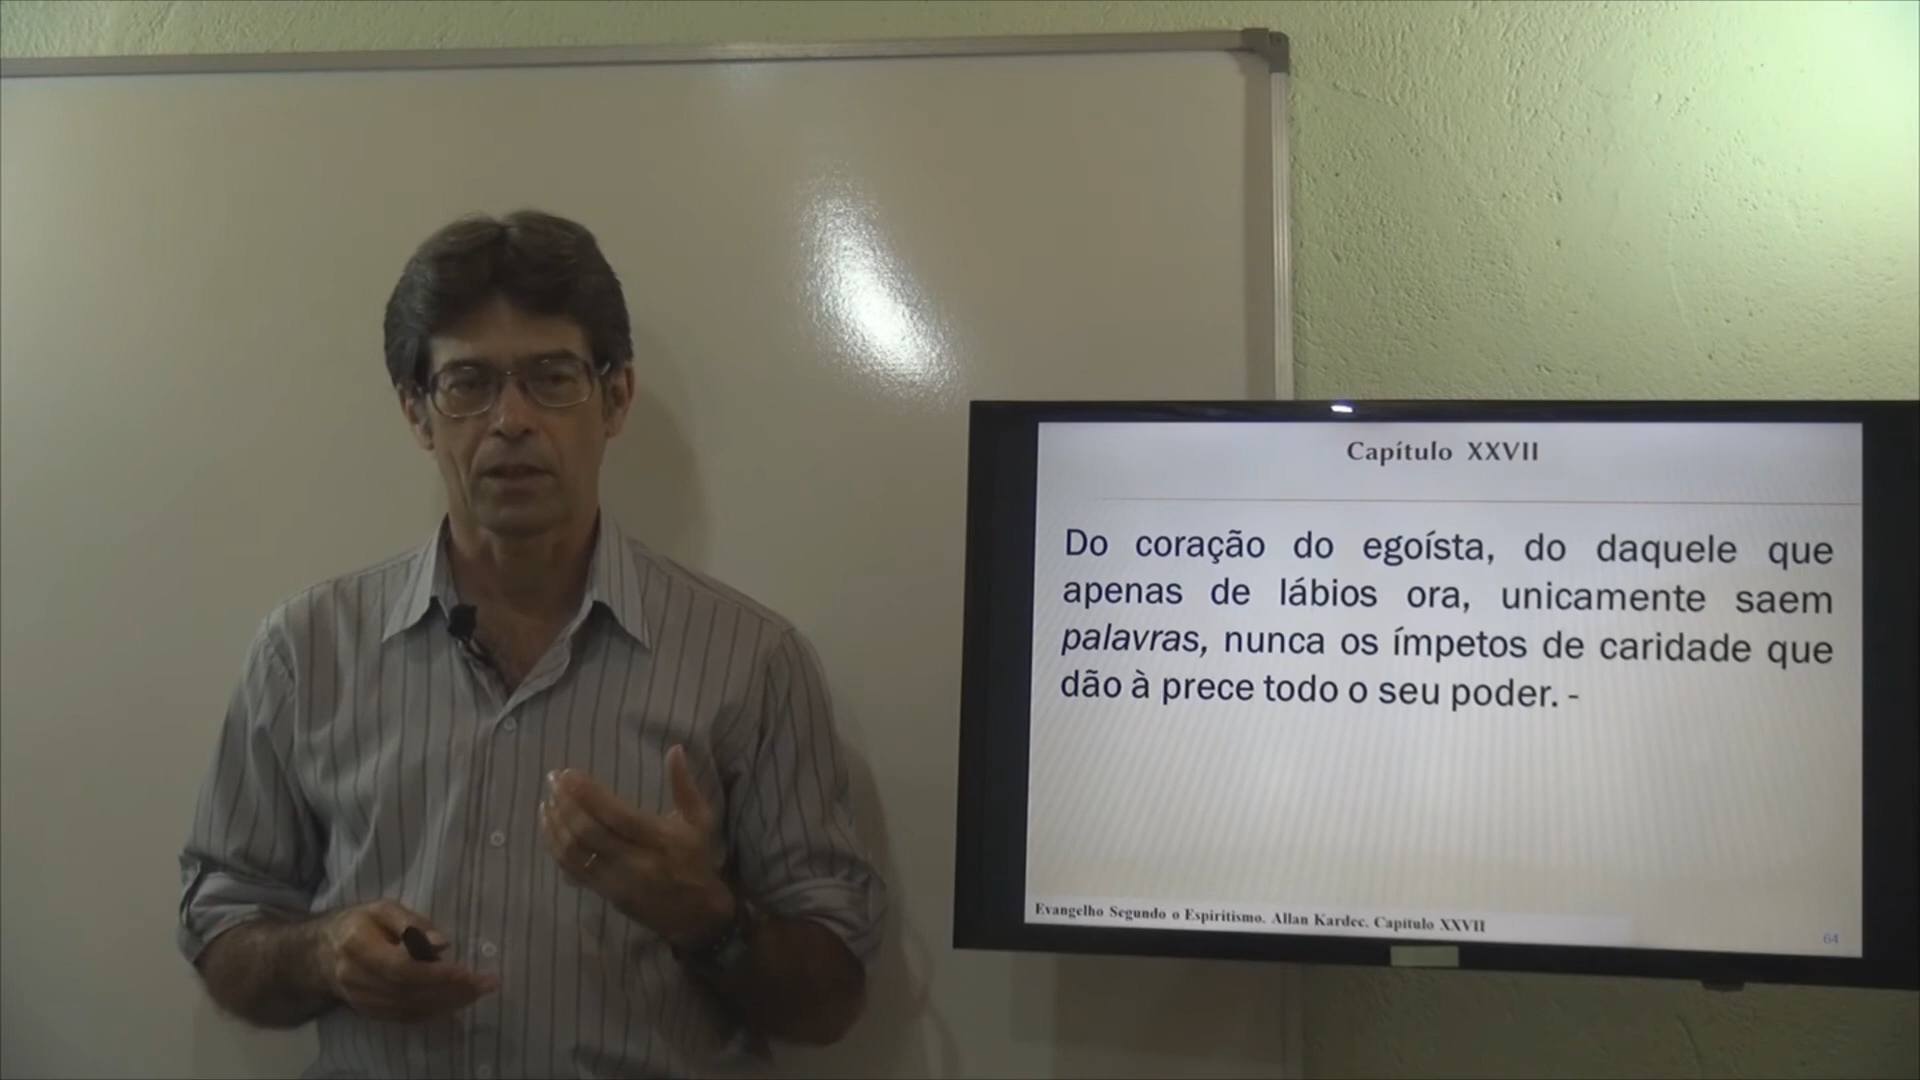 Capítulo XXVII
Do coração do egoísta, do daquele que
apenas de lábios ora, unicamente saem
palavras, nunca os ímpetos de caridade que
dão à prece todo o seu poder. -
Evangelho Segundo o Espiritismo. Allan Kardec. Capítulo XXVII
64